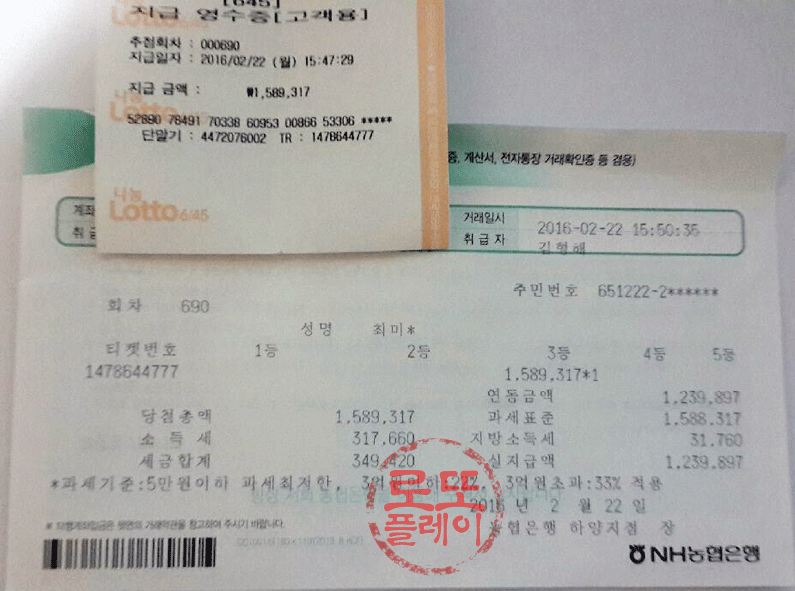 [645]
지급 영수증[고객용]
추첨회차 : 000690
지급일자 : 2016/02/22 (월) 15:47:29
지급 금액 : ₩1,589,317
52890 78491 70338 60953 00866 53306 *****
단말기 : 4472076002 TR : 1478644777
나눔
Lotto 6/45
계산서, 전자통장 거래확인증 등 겸용)
거래일시 2016-02-22 15:50:35
취급자 김형해
주민번호 651222-2******
회차 690
성명 최미*
티켓번호 1등 2등 3등 4등 5등
1478644777 1.589,317*1
연동금액 1,239,897
당첨총액 1,589,317 과세표준 1,588,317
소득세 317,660 지방소득세 31,760
세금합계 349,420 실지급액 1,239,897
*과세기준:5만원이하 과세최저한, 3억원이하:22%, 3억원초과:33% 적용
2016 년 2 월 22 일
농협은행 하양지점 장
로또
플레이
NH농협은행